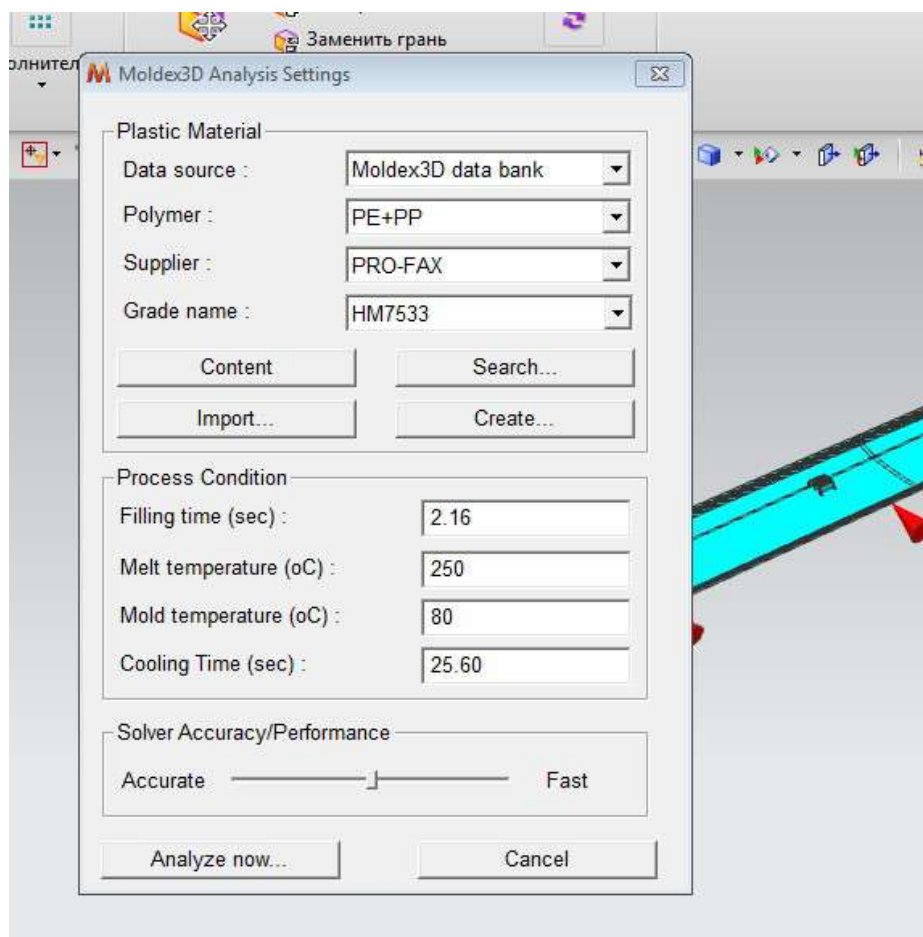 Заменить грань
Moldex3D Analysis Settings
Plastic Material
Data source : Moldex3D data bank
Polymer : PE+PP
Supplier : PRO-FAX
Grade name : HM7533
Content Search...
Import... Create...
Process Condition
Filling time (sec) : 2.16
Melt temperature (oC) : 250
Mold temperature (oC) : 80
Cooling Time (sec) : 25.60
Solver Accuracy/Performance
Accurate Fast
Analyze now... Cancel